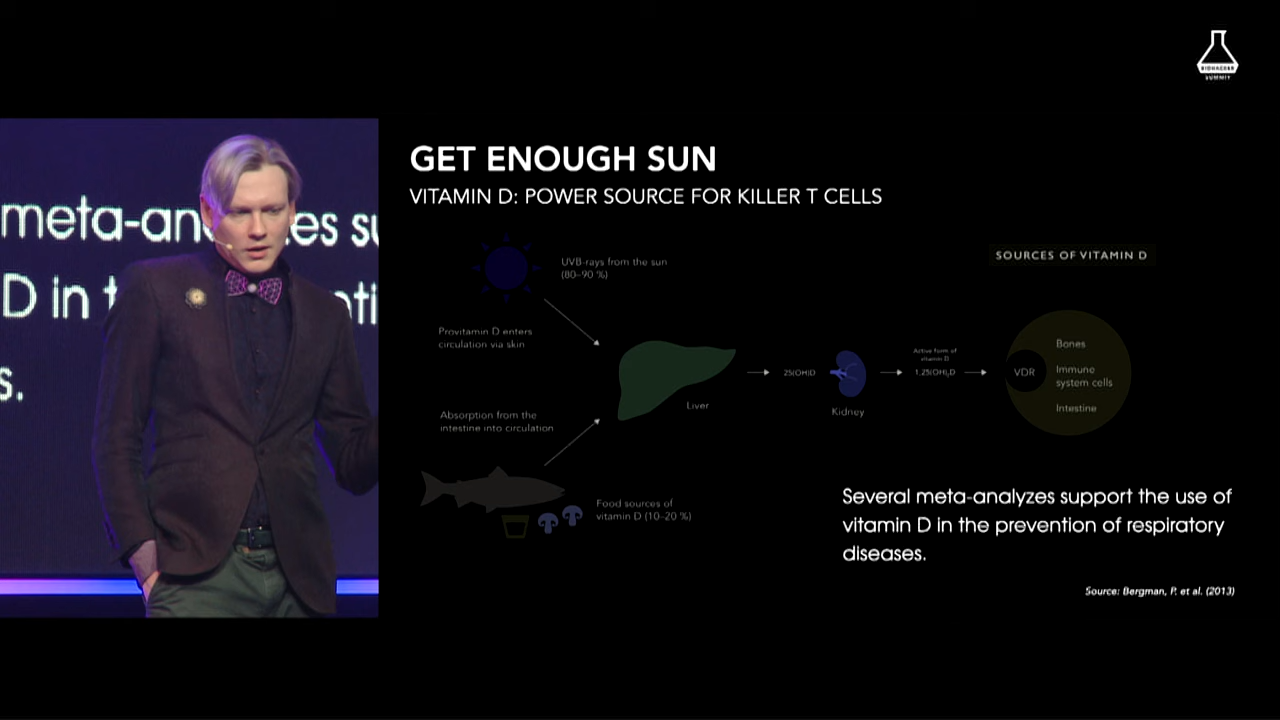 BIOHACKER
SUMMIT
GET ENOUGH SUN
VITAMIN D: POWER SOURCE FOR KILLER T CELLS
meta-an
es su
D in t
nti
s.
UVB-rays from the sun
(80–90 %)
SOURCES OF VITAMIN D
Provitamin D enters
circulation via skin
Active form of
vitamin D
25(OH)D
1,25(OH)₂D
VDR
Bones
Immune
system cells
Intestine
Liver
Kidney
Absorption from the
intestine into circulation
Food sources of
vitamin D (10–20 %)
Several meta-analyzes support the use of
vitamin D in the prevention of respiratory
diseases.
Source: Bergman, P. et al. (2013)